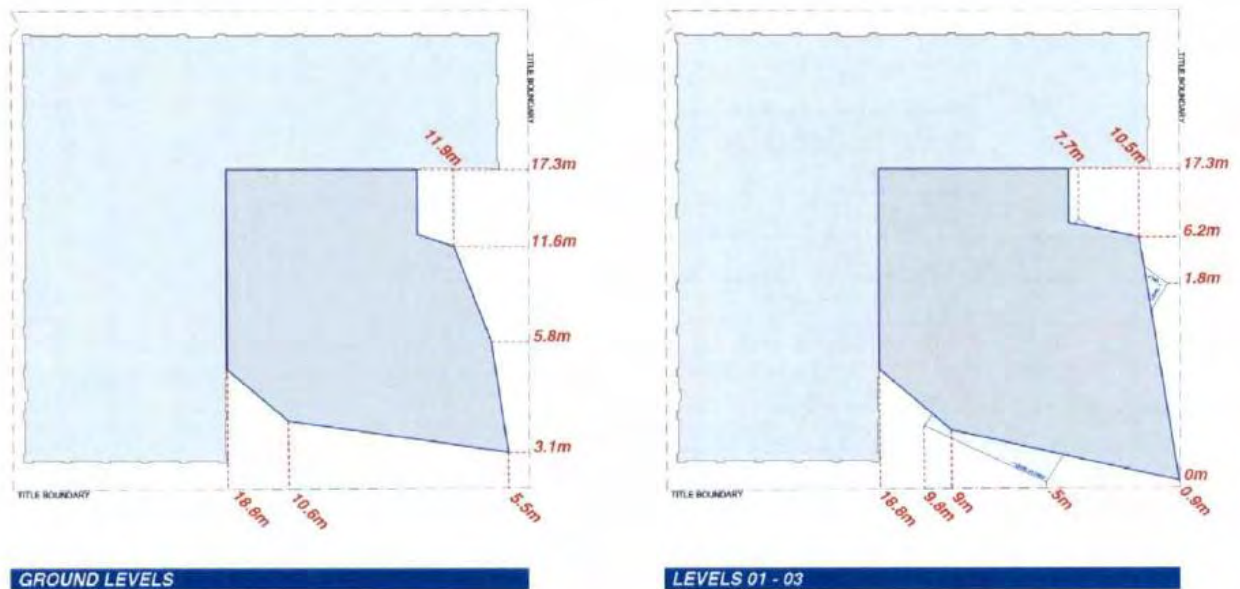 TITLE BOUNDARY
11.9m
17.3m
11.6m
5.8m
3.1m
TITLE BOUNDARY
18.8m
10.6m
5.5m
GROUND LEVELS
TITLE BOUNDARY
7.7m
10.5m
17.3m
6.2m
1.8m
0m
TITLE BOUNDARY
18.8m
9.8m
9m
5m
0.9m
LEVELS 01 - 03